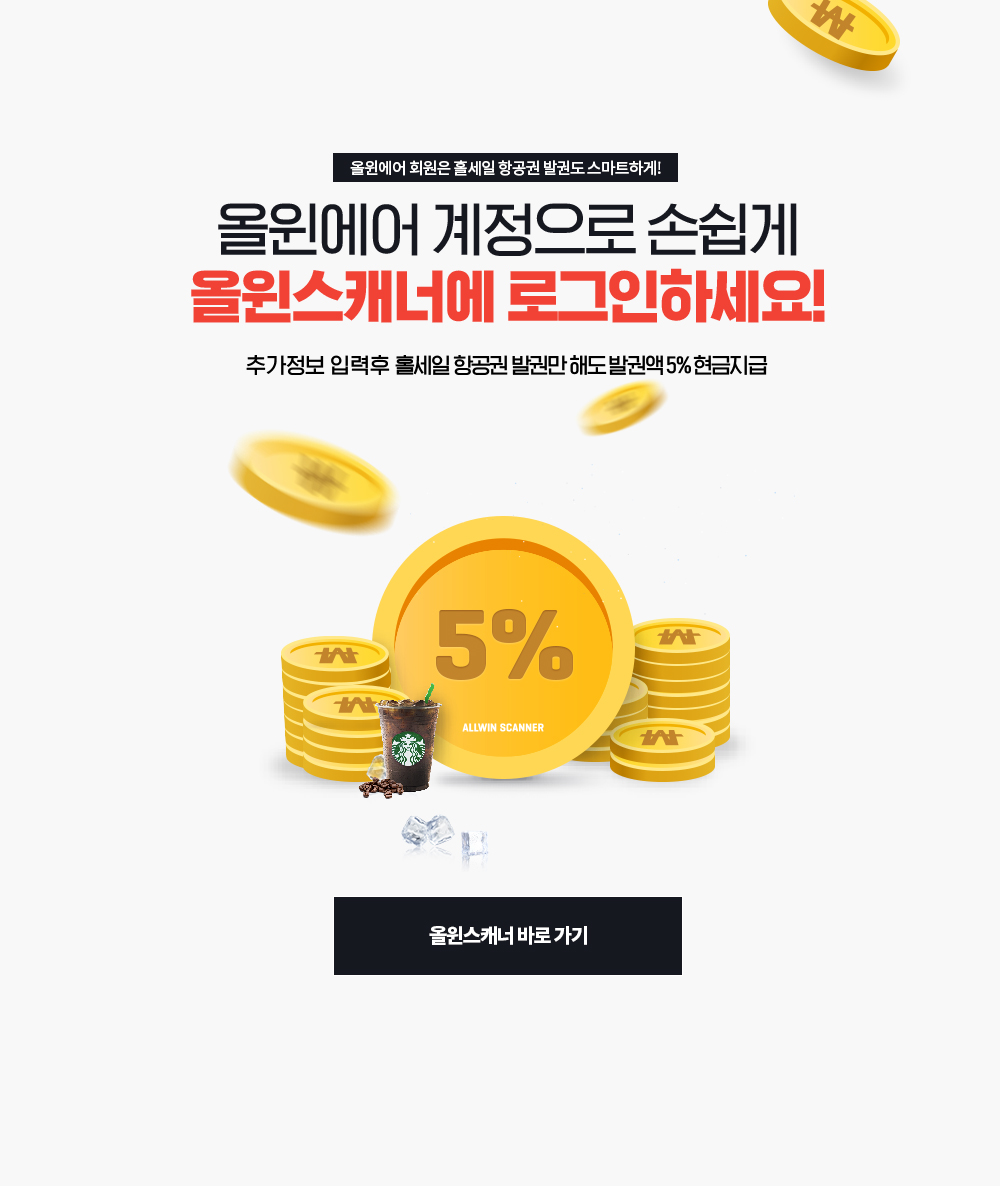 올윈에어 회원은 홀세일 항공권 발권도 스마트하게!
올윈에어 계정으로 손쉽게
올윈스캐너에 로그인하세요!
추가정보 입력후 홀세일 항공권 발권만 해도 발권액 5% 현금지급
5%
ALLWIN SCANNER
올윈스캐너 바로 가기